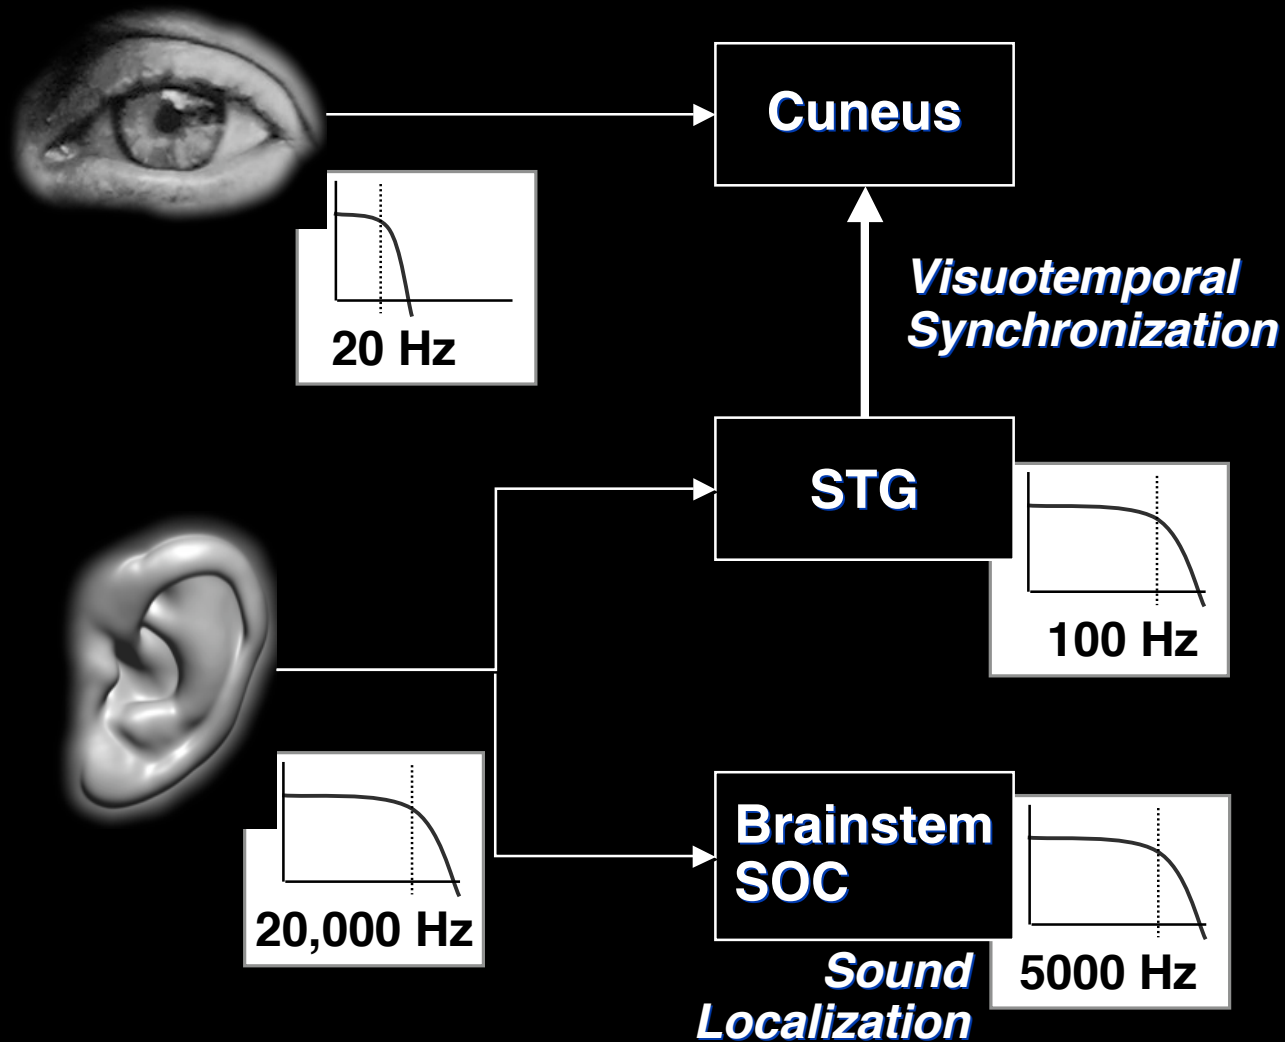 Cuneus
20 Hz
Visuotemporal
Synchronization
STG
100 Hz
20,000 Hz
Brainstem
SOC
5000 Hz
Sound
Localization